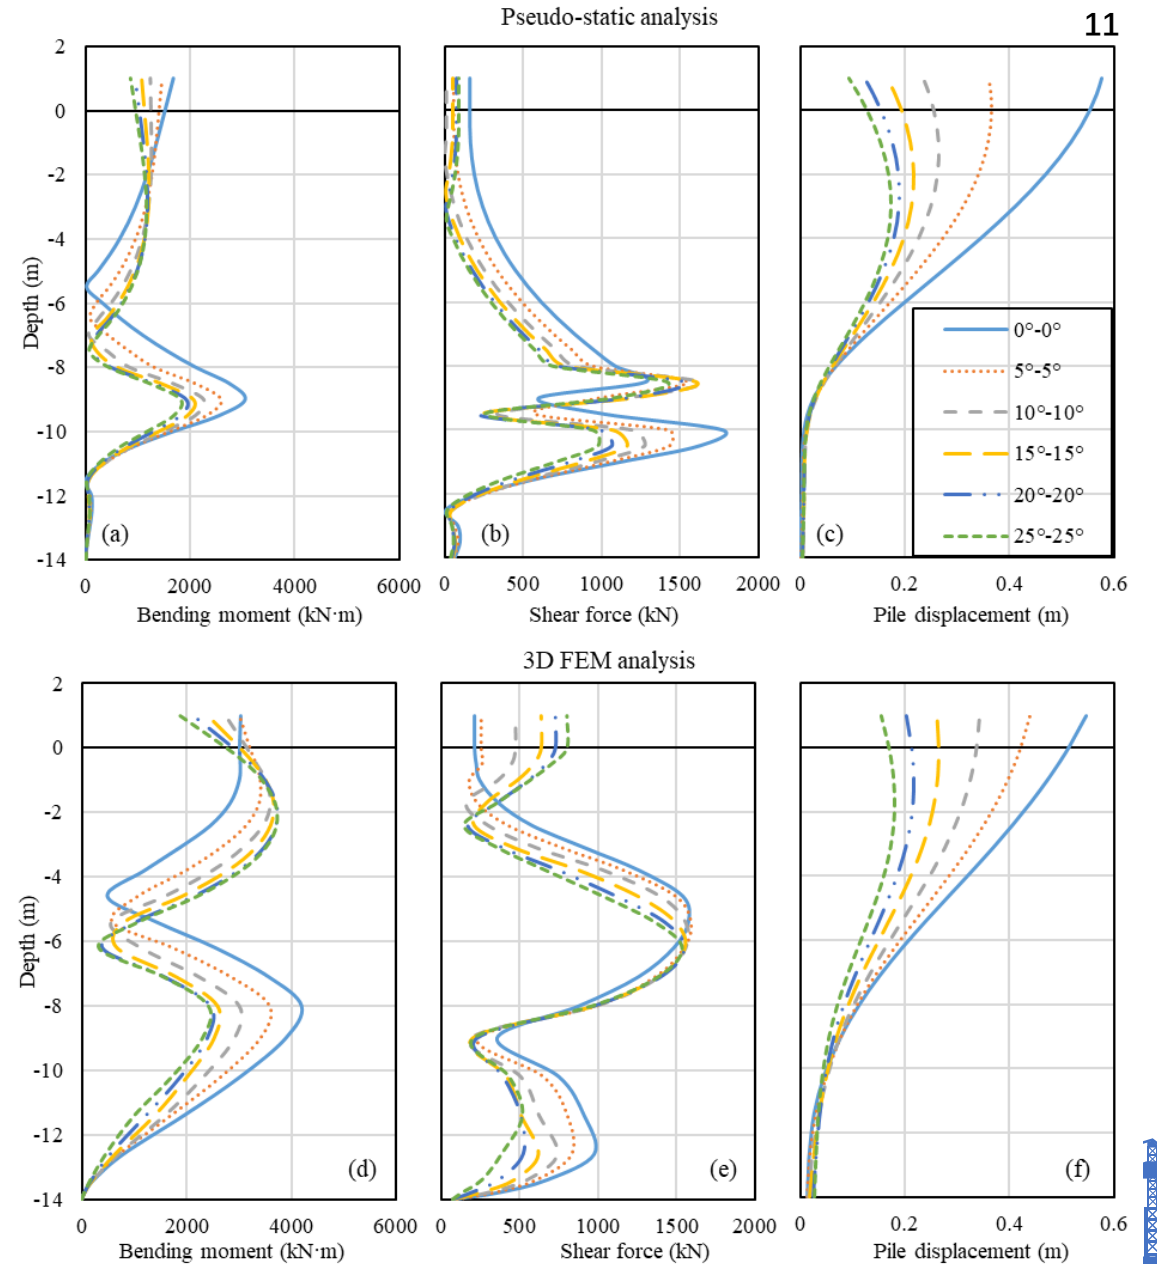 Pseudo-static analysis
11
2
0
-2
-4
-6
-8
-10
-12
-14
Depth (m)
(a)
0 2000 4000 6000
Bending moment (kN·m)
(b)
0 500 1000 1500 2000
Shear force (kN)
0°-0°
5°-5°
10°-10°
15°-15°
20°-20°
25°-25°
(c)
0 0.2 0.4 0.6
Pile displacement (m)
3D FEM analysis
2
0
-2
-4
-6
-8
-10
-12
-14
Depth (m)
(d)
0 2000 4000 6000
Bending moment (kN·m)
(e)
0 500 1000 1500 2000
Shear force (kN)
(f)
0 0.2 0.4 0.6
Pile displacement (m)